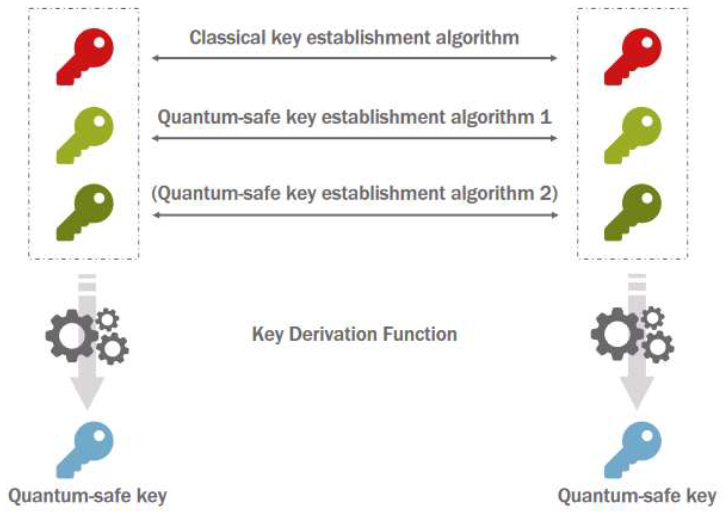 Classical key establishment algorithm
Quantum-safe key establishment algorithm 1
(Quantum-safe key establishment algorithm 2)
Key Derivation Function
Quantum-safe key
Quantum-safe key